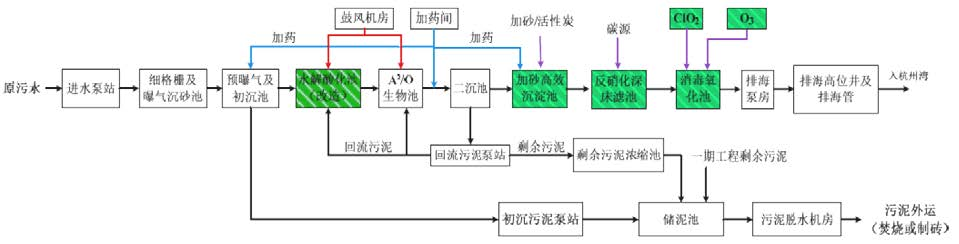 鼓风机房
加药间
加砂/活性炭
碳源
ClO₂
O₃
加药
加药
原污水
进水泵站
细格栅及
曝气沉砂池
预曝气及
初沉池
水解酸化池
(改造)
A²/O
生物池
二沉池
加砂高效
沉淀池
反硝化深
床滤池
消毒氧
化池
排海
泵房
排海高位井及
排海管
入杭州湾
回流污泥
回流污泥泵站
剩余污泥
剩余污泥浓缩池
一期工程剩余污泥
初沉污泥泵站
储泥池
污泥脱水机房
污泥外运
(焚烧或制砖)